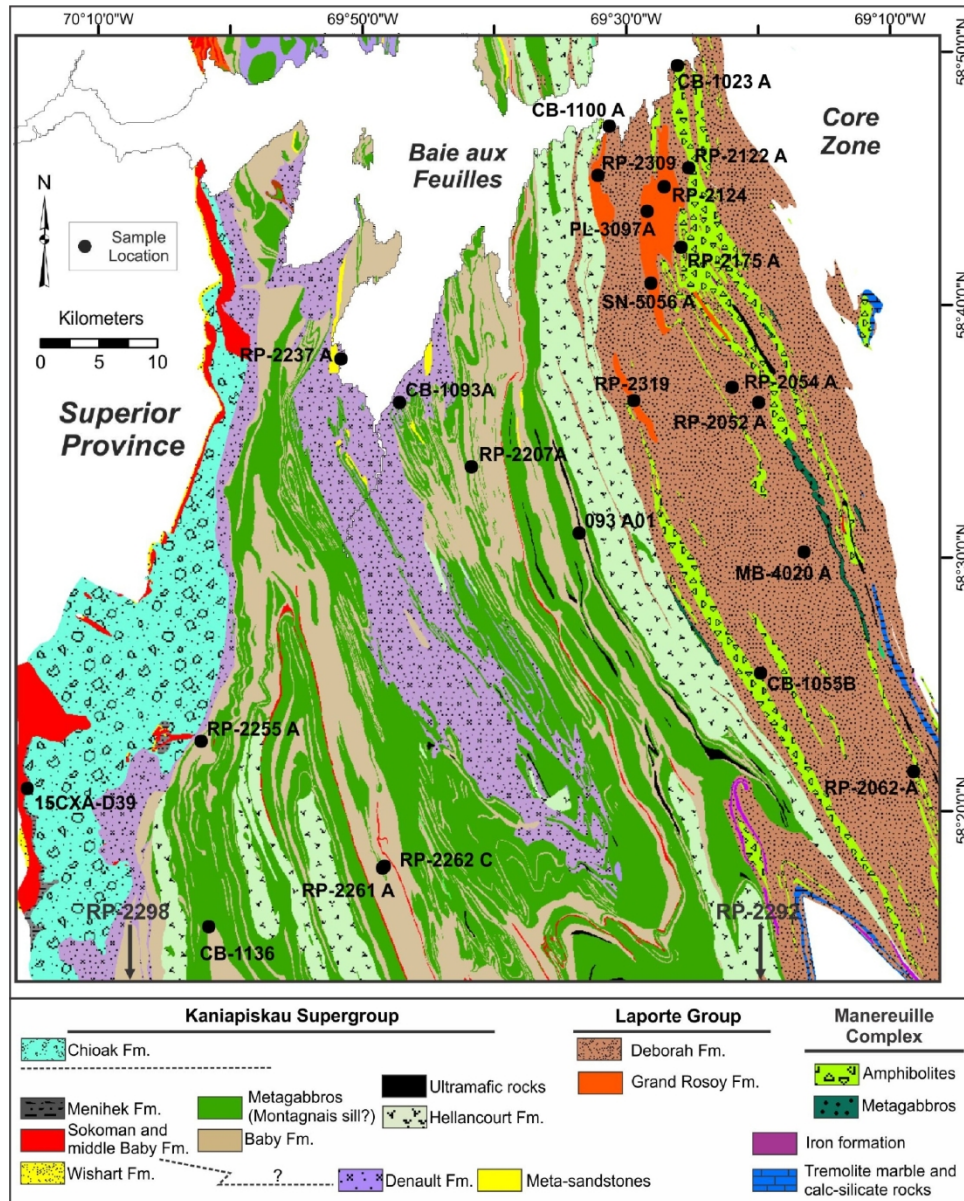 70°10'0"W 69°50'0"W 69°30'0"W 69°10'0"W
58°50'0"N
CB-1023 A
CB-1100 A
Core
Zone
Baie aux
Feuilles
RP-2309
RP-2122 A
RP-2124
N
PL-3097A
Sample
Location
RP-2175 A
SN-5056 A
58°40'0"N
Kilometers
0 5 10
RP-2237 A
CB-1093A
RP-2319
RP-2054 A
RP-2052 A
Superior
Province
RP-2207A
093 A01
58°30'0"N
MB-4020 A
CB-1055B
RP-2255 A
RP-2062-A
15CXA-D39
58°20'0"N
RP-2262 C
RP-2261 A
RP-2298
RP-2292
CB-1136
Kaniapiskau Supergroup
Chioak Fm.
Menihek Fm.
Sokoman and
middle Baby Fm.
Wishart Fm.
Metagabbros
(Montagnais sill?)
Baby Fm.
?
Denault Fm.
Ultramafic rocks
Hellancourt Fm.
Meta-sandstones
Laporte Group
Deborah Fm.
Grand Rosoy Fm.
Manereuille
Complex
Amphibolites
Metagabbros
Iron formation
Tremolite marble and
calc-silicate rocks